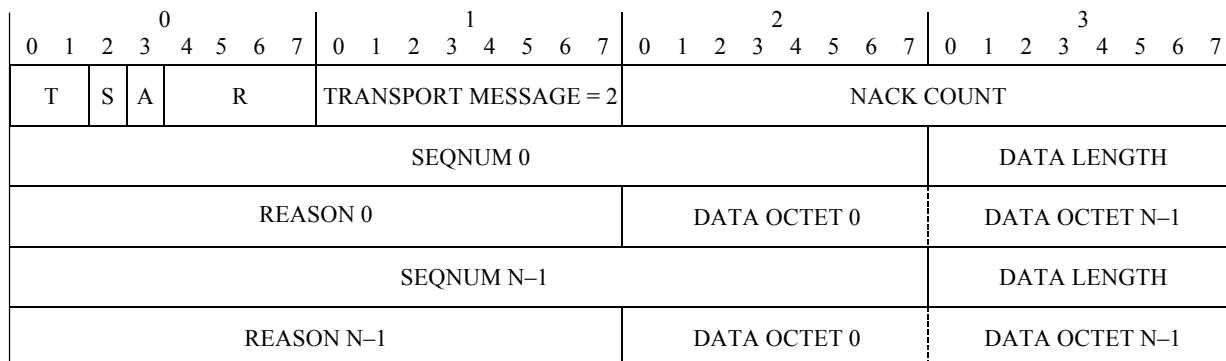 0 1 2 3
0 1 2 3 4 5 6 7 0 1 2 3 4 5 6 7 0 1 2 3 4 5 6 7 0 1 2 3 4 5 6 7
T S A R TRANSPORT MESSAGE = 2 NACK COUNT
SEQNUM 0 DATA LENGTH
REASON 0 DATA OCTET 0 DATA OCTET N–1
SEQNUM N–1 DATA LENGTH
REASON N–1 DATA OCTET 0 DATA OCTET N–1